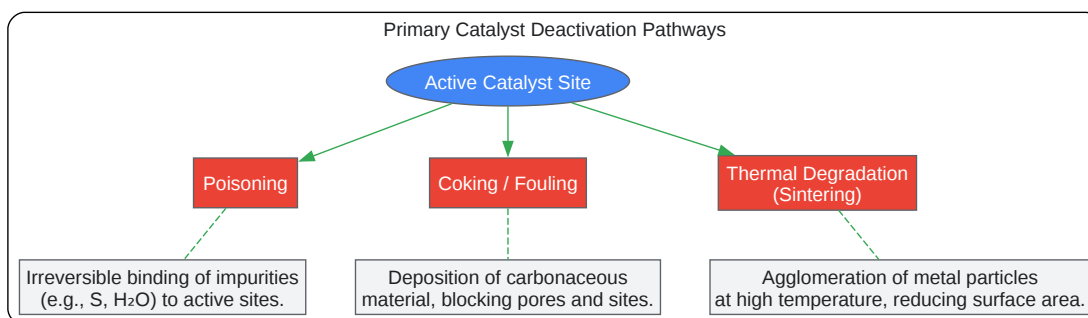 Primary Catalyst Deactivation Pathways
Active Catalyst Site
Poisoning
Coking / Fouling
Thermal Degradation
(Sintering)
Irreversible binding of impurities
(e.g., S, H₂O) to active sites.
Deposition of carbonaceous
material, blocking pores and sites.
Agglomeration of metal particles
at high temperature, reducing surface area.